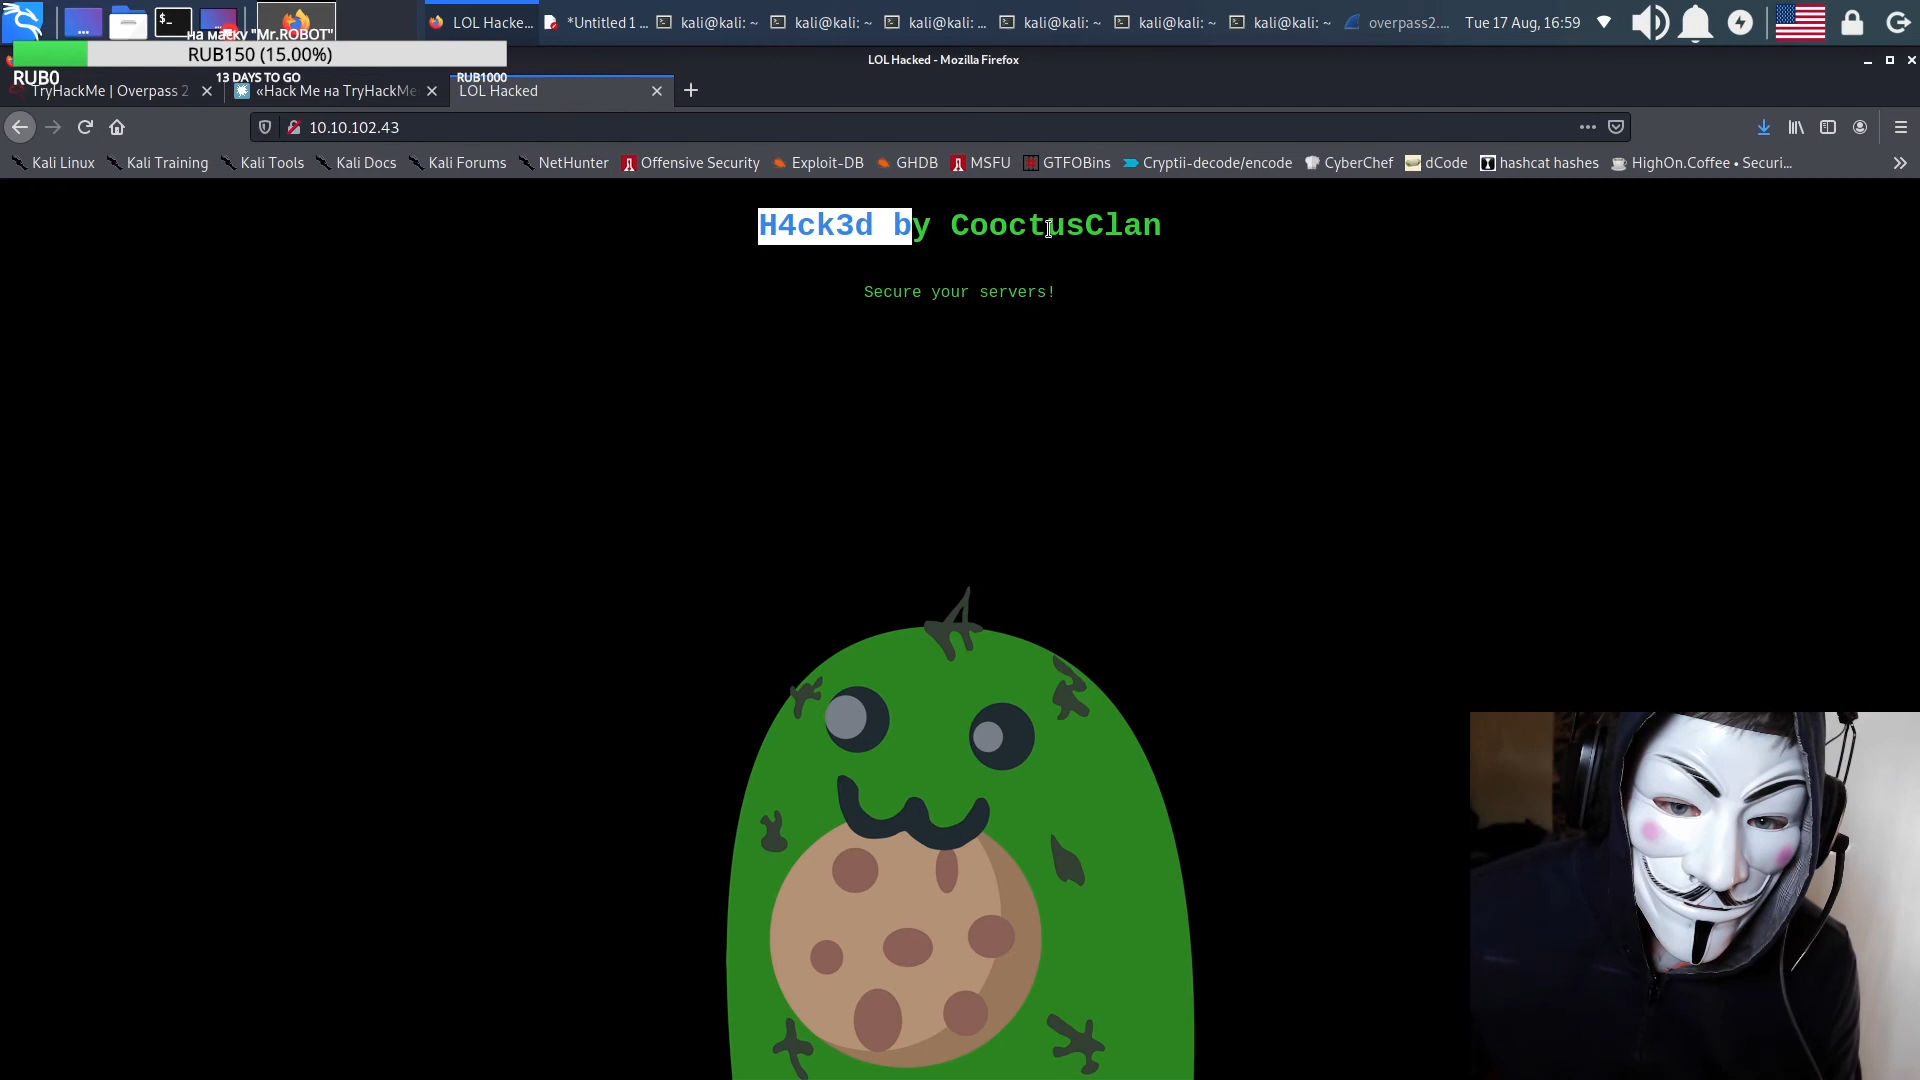 LOL Hacke...
*Untitled 1 ...
kali@kali: ~
kali@kali: ~
kali@kali: ...
kali@kali: ~
kali@kali: ~
kali@kali: ~
overpass2....
Tue 17 Aug, 16:59
на маску "Mr.ROBOT"
RUB150 (15.00%)
RUB0
13 DAYS TO GO
RUB1000
LOL Hacked - Mozilla Firefox
TryHackMe | Overpass 2
«Hack Me на TryHackMe
LOL Hacked
10.10.102.43
Kali Linux
Kali Training
Kali Tools
Kali Docs
Kali Forums
NetHunter
Offensive Security
Exploit-DB
GHDB
MSFU
GTFOBins
Cryptii-decode/encode
CyberChef
dCode
hashcat hashes
HighOn.Coffee • Securi...
H4ck3d by CooctusClan
Secure your servers!